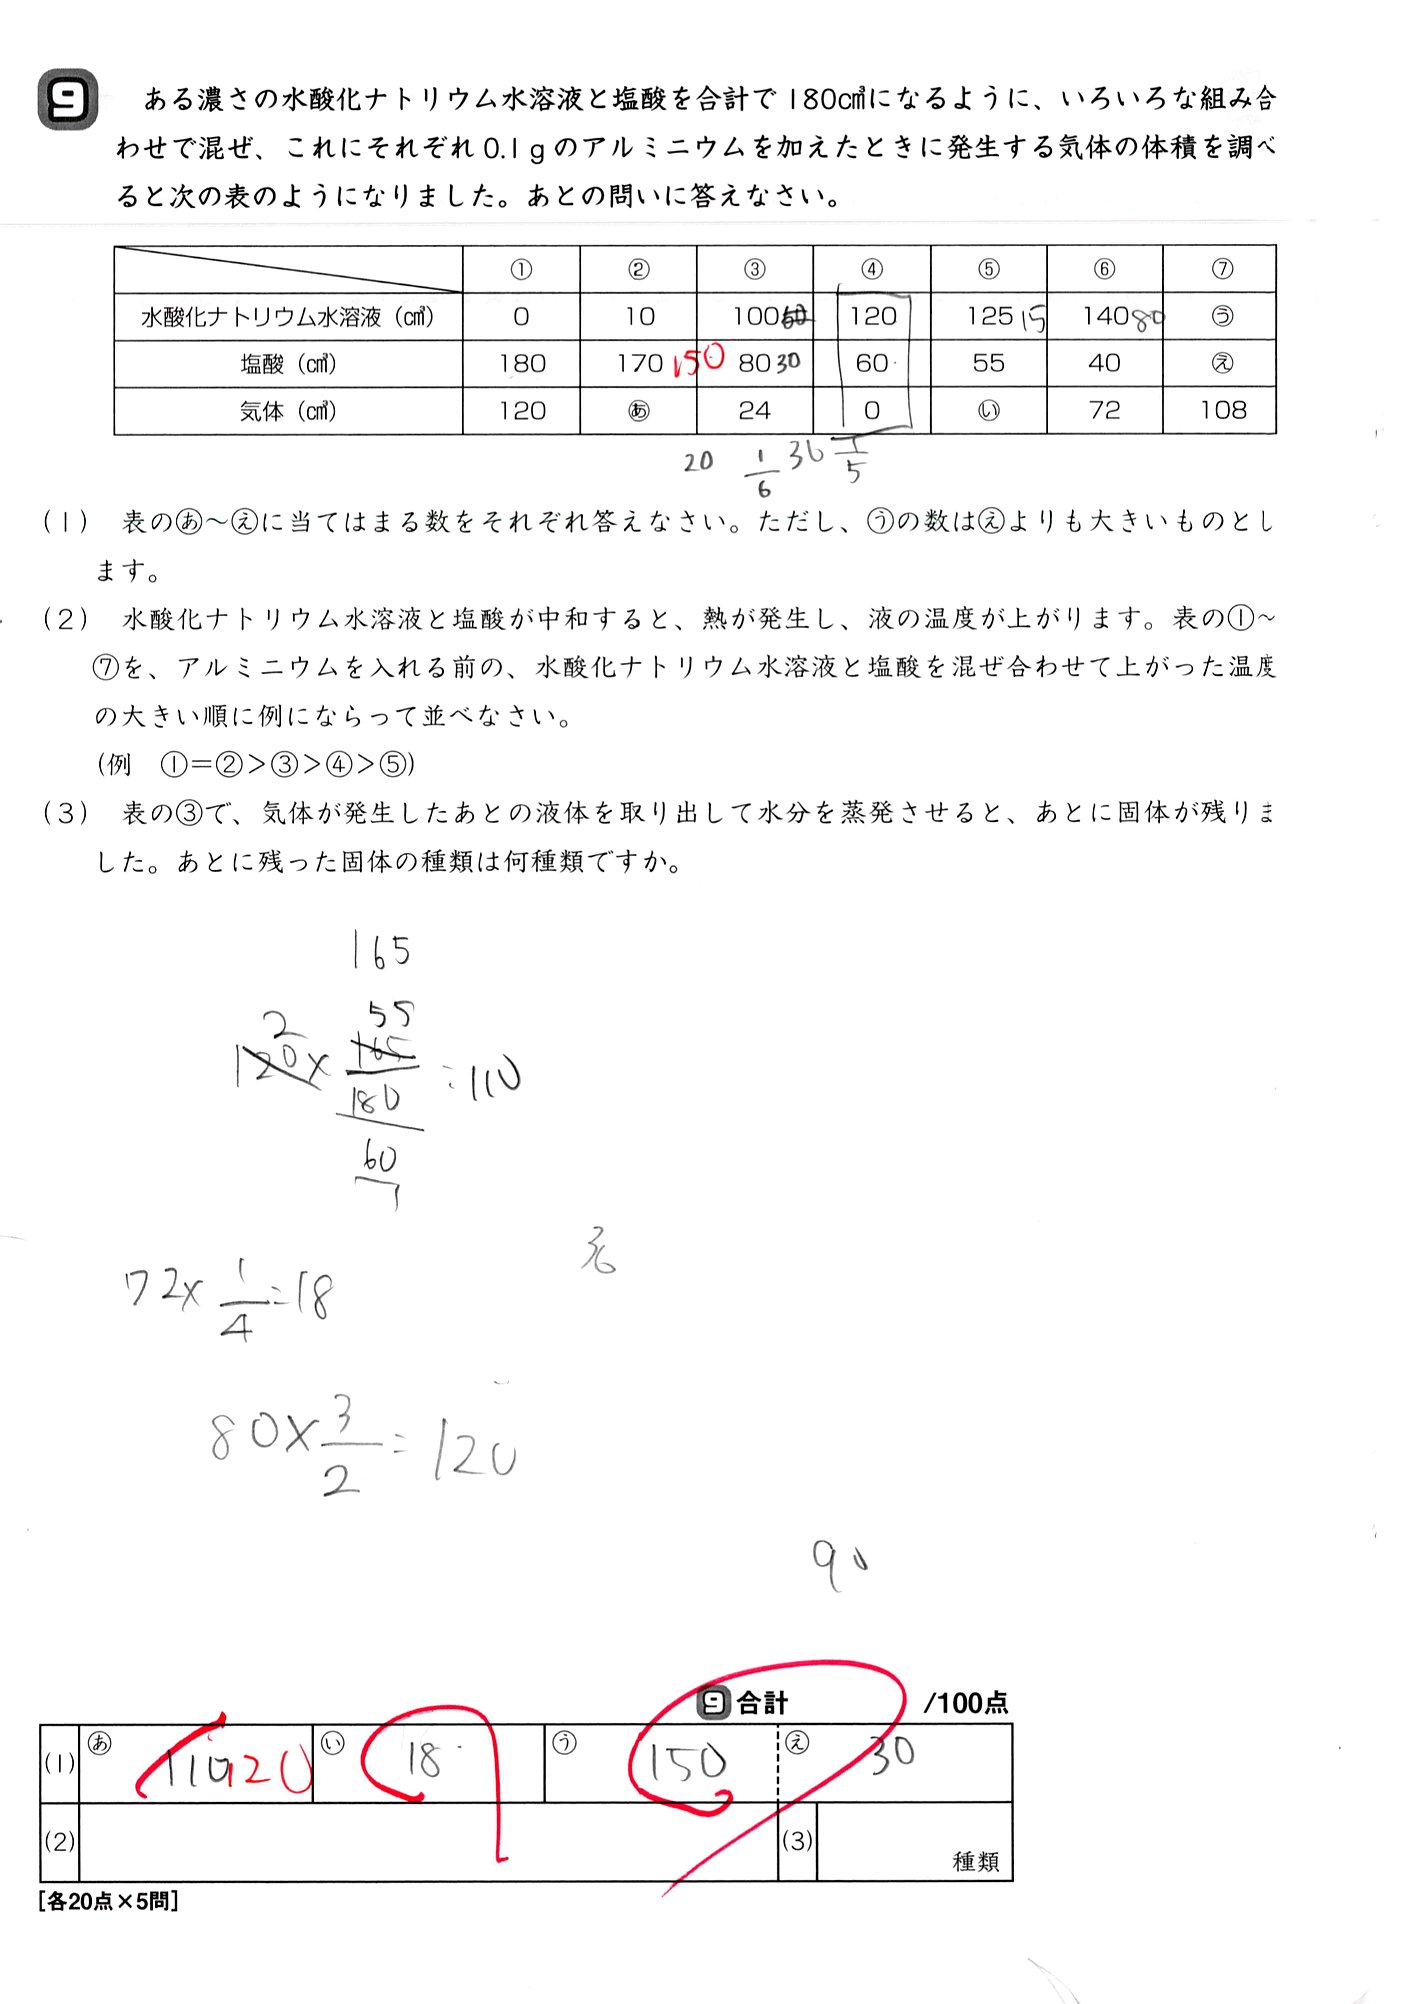 9 ある濃さの水酸化ナトリウム水溶液と塩酸を合計で180cm³になるように、いろいろな組み合
わせで混ぜ、これにそれぞれ0.1gのアルミニウムを加えたときに発生する気体の体積を調べ
ると次の表のようになりました。あとの問いに答えなさい。
① ② ③ ④ ⑤ ⑥ ⑦
水酸化ナトリウム水溶液(cm³) 0 10 100 120 125 15 140 80 ㋒
塩酸(cm³) 180 170 150 80 30 60 55 40 ㋓
気体(cm³) 120 あ 24 0 い 72 108
20 1/6 30 1/5
(1) 表のあ〜えに当てはまる数をそれぞれ答えなさい。ただし、うの数はえよりも大きいものとし
ます。
(2) 水酸化ナトリウム水溶液と塩酸が中和すると、熱が発生し、液の温度が上がります。表の①〜
⑦を、アルミニウムを入れる前の、水酸化ナトリウム水溶液と塩酸を混ぜ合わせて上がった温度
の大きい順に例にならって並べなさい。
(例 ①=②>③>④>⑤)
(3) 表の③で、気体が発生したあとの液体を取り出して水分を蒸発させると、あとに固体が残りま
した。あとに残った固体の種類は何種類ですか。
165
2 55
120× 165/180 =110
60
72×1/4=18
80×3/2=120
90
9 合計 /100点
(1) あ 110 120 い 18 う 150 え 30
(2) (3) 種類
[各20点×5問]